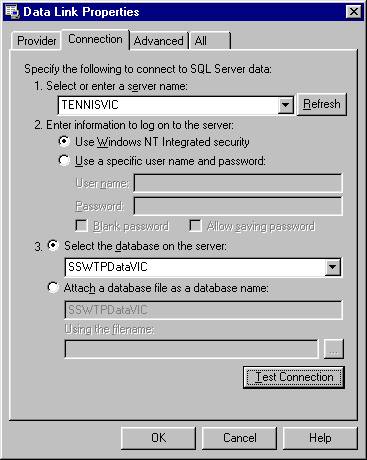 Data Link Properties
Provider Connection Advanced All
Specify the following to connect to SQL Server data:
1. Select or enter a server name:
TENNISVIC Refresh
2. Enter information to log on to the server:
Use Windows NT Integrated security
Use a specific user name and password:
User name:
Password:
Blank password Allow saving password
3. Select the database on the server:
SSWTPDataVIC
Attach a database file as a database name:
SSWTPDataVIC
Using the filename:
...
Test Connection
OK Cancel Help